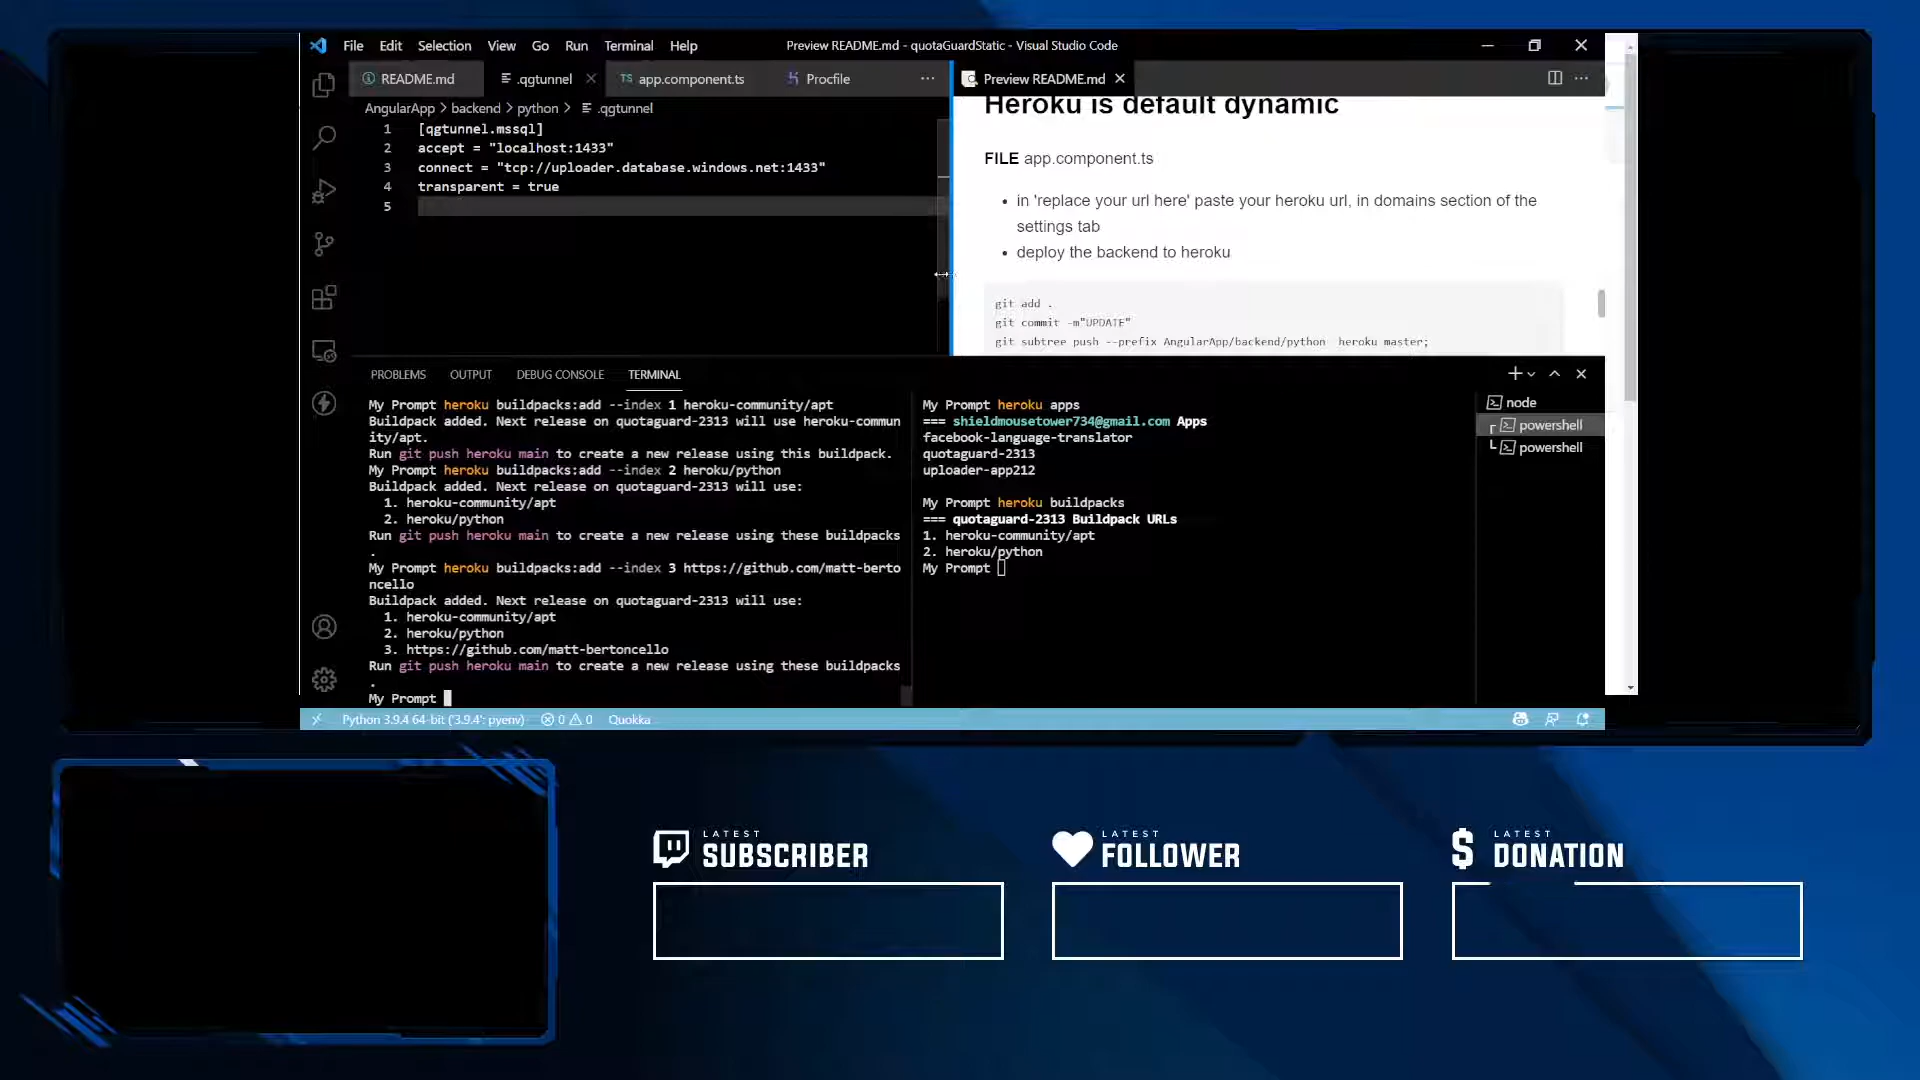 File Edit Selection View Go Run Terminal Help
Preview README.md - quotaGuardStatic - Visual Studio Code
README.md
.qgtunnel
TS app.component.ts
Procfile
Preview README.md
AngularApp > backend > python > .qgtunnel
1 [qgtunnel.mssql]
2 accept = "localhost:1433"
3 connect = "tcp://uploader.database.windows.net:1433"
4 transparent = true
5
Heroku is default dynamic
FILE app.component.ts
• in 'replace your url here' paste your heroku url, in domains section of the
settings tab
• deploy the backend to heroku
git add .
git commit -m"UPDATE"
git subtree push --prefix AngularApp/backend/python heroku master;
PROBLEMS OUTPUT DEBUG CONSOLE TERMINAL
My Prompt heroku buildpacks:add --index 1 heroku-community/apt
Buildpack added. Next release on quotaguard-2313 will use heroku-commun
ity/apt.
Run git push heroku main to create a new release using this buildpack.
My Prompt heroku buildpacks:add --index 2 heroku/python
Buildpack added. Next release on quotaguard-2313 will use:
1. heroku-community/apt
2. heroku/python
Run git push heroku main to create a new release using these buildpacks
.
My Prompt heroku buildpacks:add --index 3 https://github.com/matt-berto
ncello
Buildpack added. Next release on quotaguard-2313 will use:
1. heroku-community/apt
2. heroku/python
3. https://github.com/matt-bertoncello
Run git push heroku main to create a new release using these buildpacks
.
My Prompt
My Prompt heroku apps
=== shieldmousetower734@gmail.com Apps
facebook-language-translator
quotaguard-2313
uploader-app212
My Prompt heroku buildpacks
=== quotaguard-2313 Buildpack URLs
1. heroku-community/apt
2. heroku/python
My Prompt
node
powershell
powershell
Python 3.9.4 64-bit ('3.9.4': pyenv) 0 0 Quokka
LATEST
SUBSCRIBER
LATEST
FOLLOWER
LATEST
DONATION